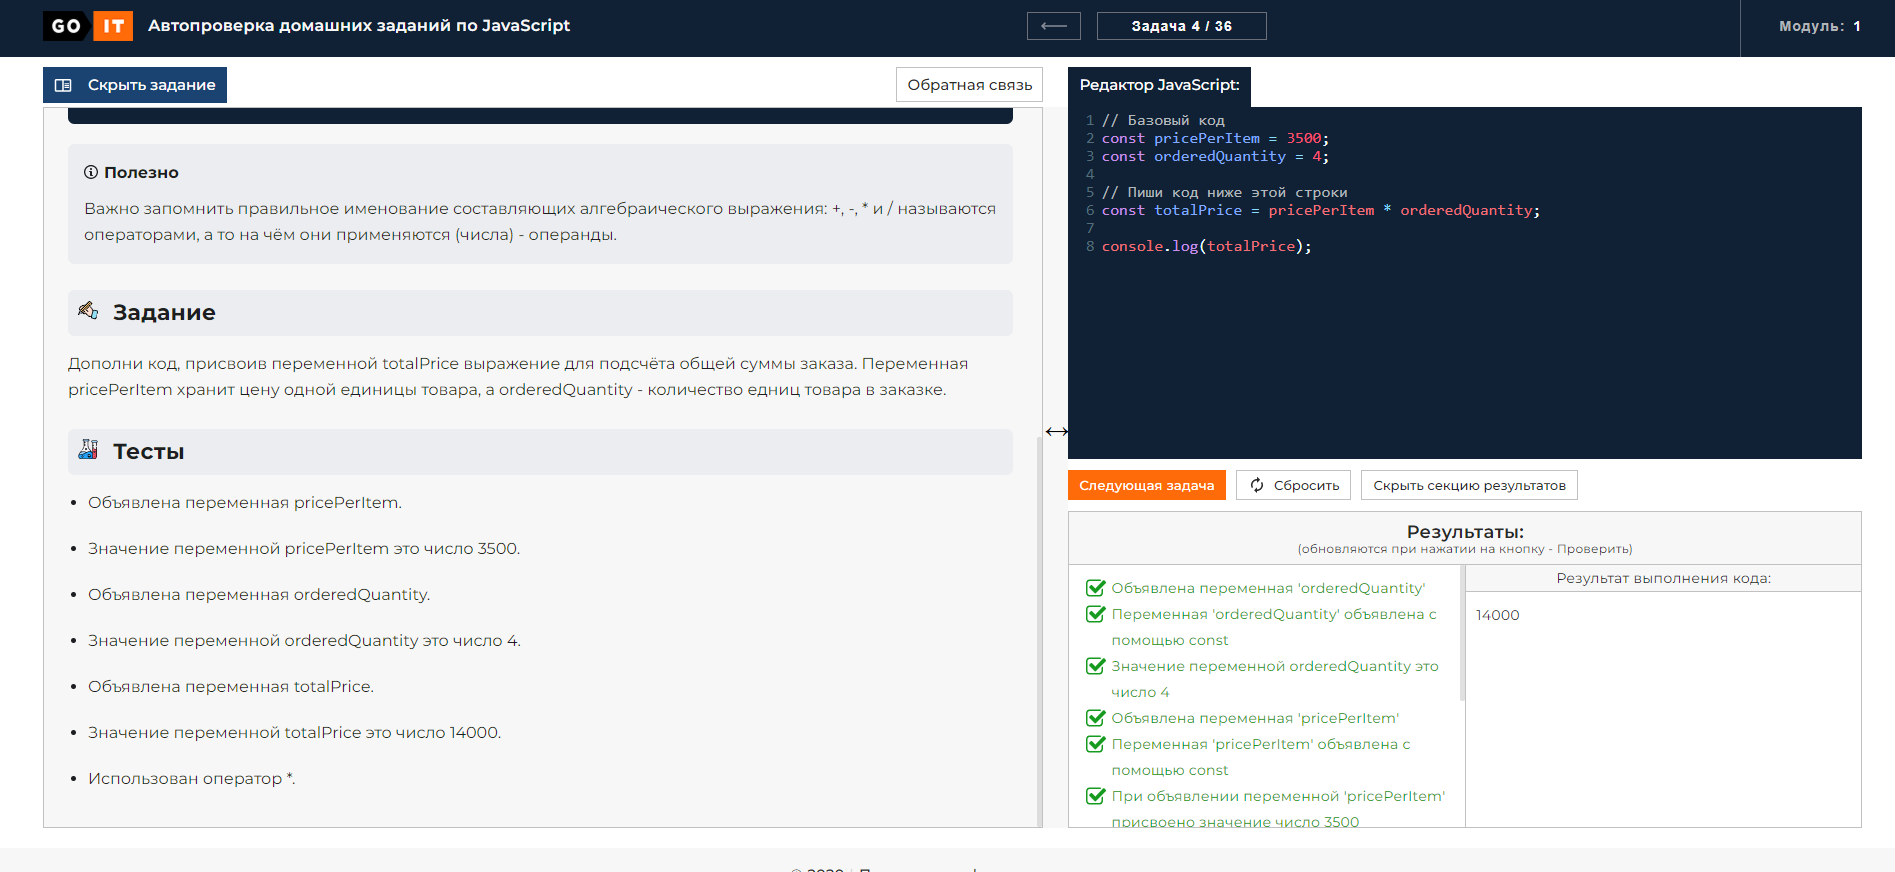 GO IT Автопроверка домашних заданий по JavaScript
Задача 4 / 36
Модуль: 1
Скрыть задание
Обратная связь
Полезно
Важно запомнить правильное именование составляющих алгебраического выражения: +, -, * и / называются
операторами, а то на чём они применяются (числа) - операнды.
Задание
Дополни код, присвоив переменной totalPrice выражение для подсчёта общей суммы заказа. Переменная
pricePerItem хранит цену одной единицы товара, а orderedQuantity - количество едниц товара в заказке.
Тесты
• Объявлена переменная pricePerItem.
• Значение переменной pricePerItem это число 3500.
• Объявлена переменная orderedQuantity.
• Значение переменной orderedQuantity это число 4.
• Объявлена переменная totalPrice.
• Значение переменной totalPrice это число 14000.
• Использован оператор *.
Редактор JavaScript:
1 // Базовый код
2 const pricePerItem = 3500;
3 const orderedQuantity = 4;
4
5 // Пиши код ниже этой строки
6 const totalPrice = pricePerItem * orderedQuantity;
7
8 console.log(totalPrice);
Следующая задача
Сбросить
Скрыть секцию результатов
Результаты:
(обновляются при нажатии на кнопку - Проверить)
Объявлена переменная 'orderedQuantity'
Переменная 'orderedQuantity' объявлена с
помощью const
Значение переменной orderedQuantity это
число 4
Объявлена переменная 'pricePerItem'
Переменная 'pricePerItem' объявлена с
помощью const
При объявлении переменной 'pricePerItem'
присвоено значение число 3500
Результат выполнения кода:
14000